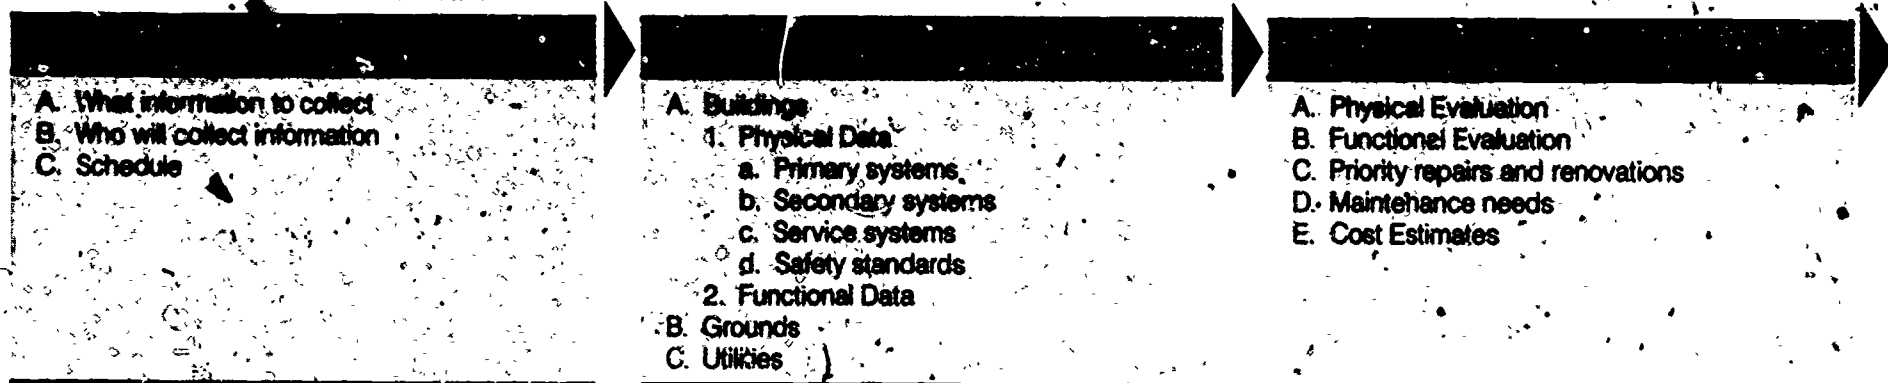 A. What information to collect
B. Who will collect information
C. Schedule
A. Buildings
1. Physical Data
a. Primary systems
b. Secondary systems
c. Service systems
d. Safety standards
2. Functional Data
B. Grounds
C. Utilities
A. Physical Evaluation
B. Functional Evaluation
C. Priority repairs and renovations
D. Maintenance needs
E. Cost Estimates